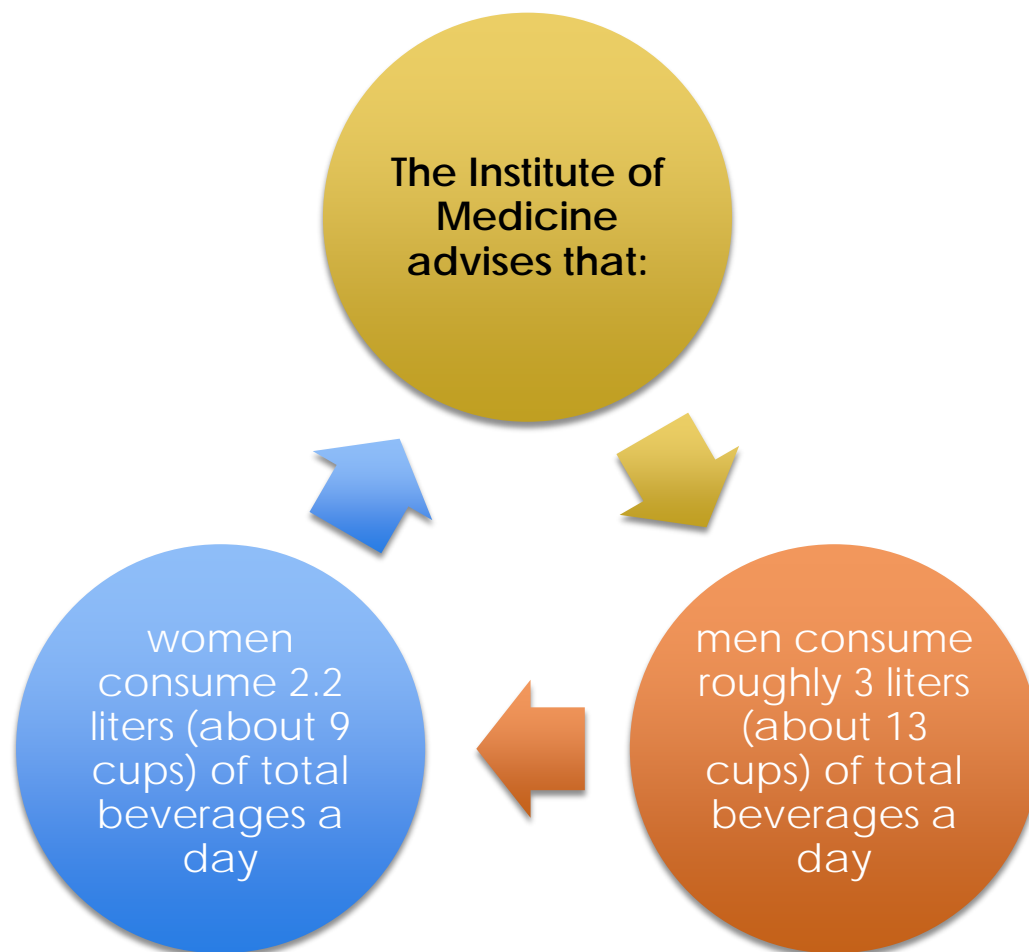 The Institute of
Medicine
advises that:
men consume
roughly 3 liters
(about 13
cups) of total
beverages a
day
women
consume 2.2
liters (about 9
cups) of total
beverages a
day